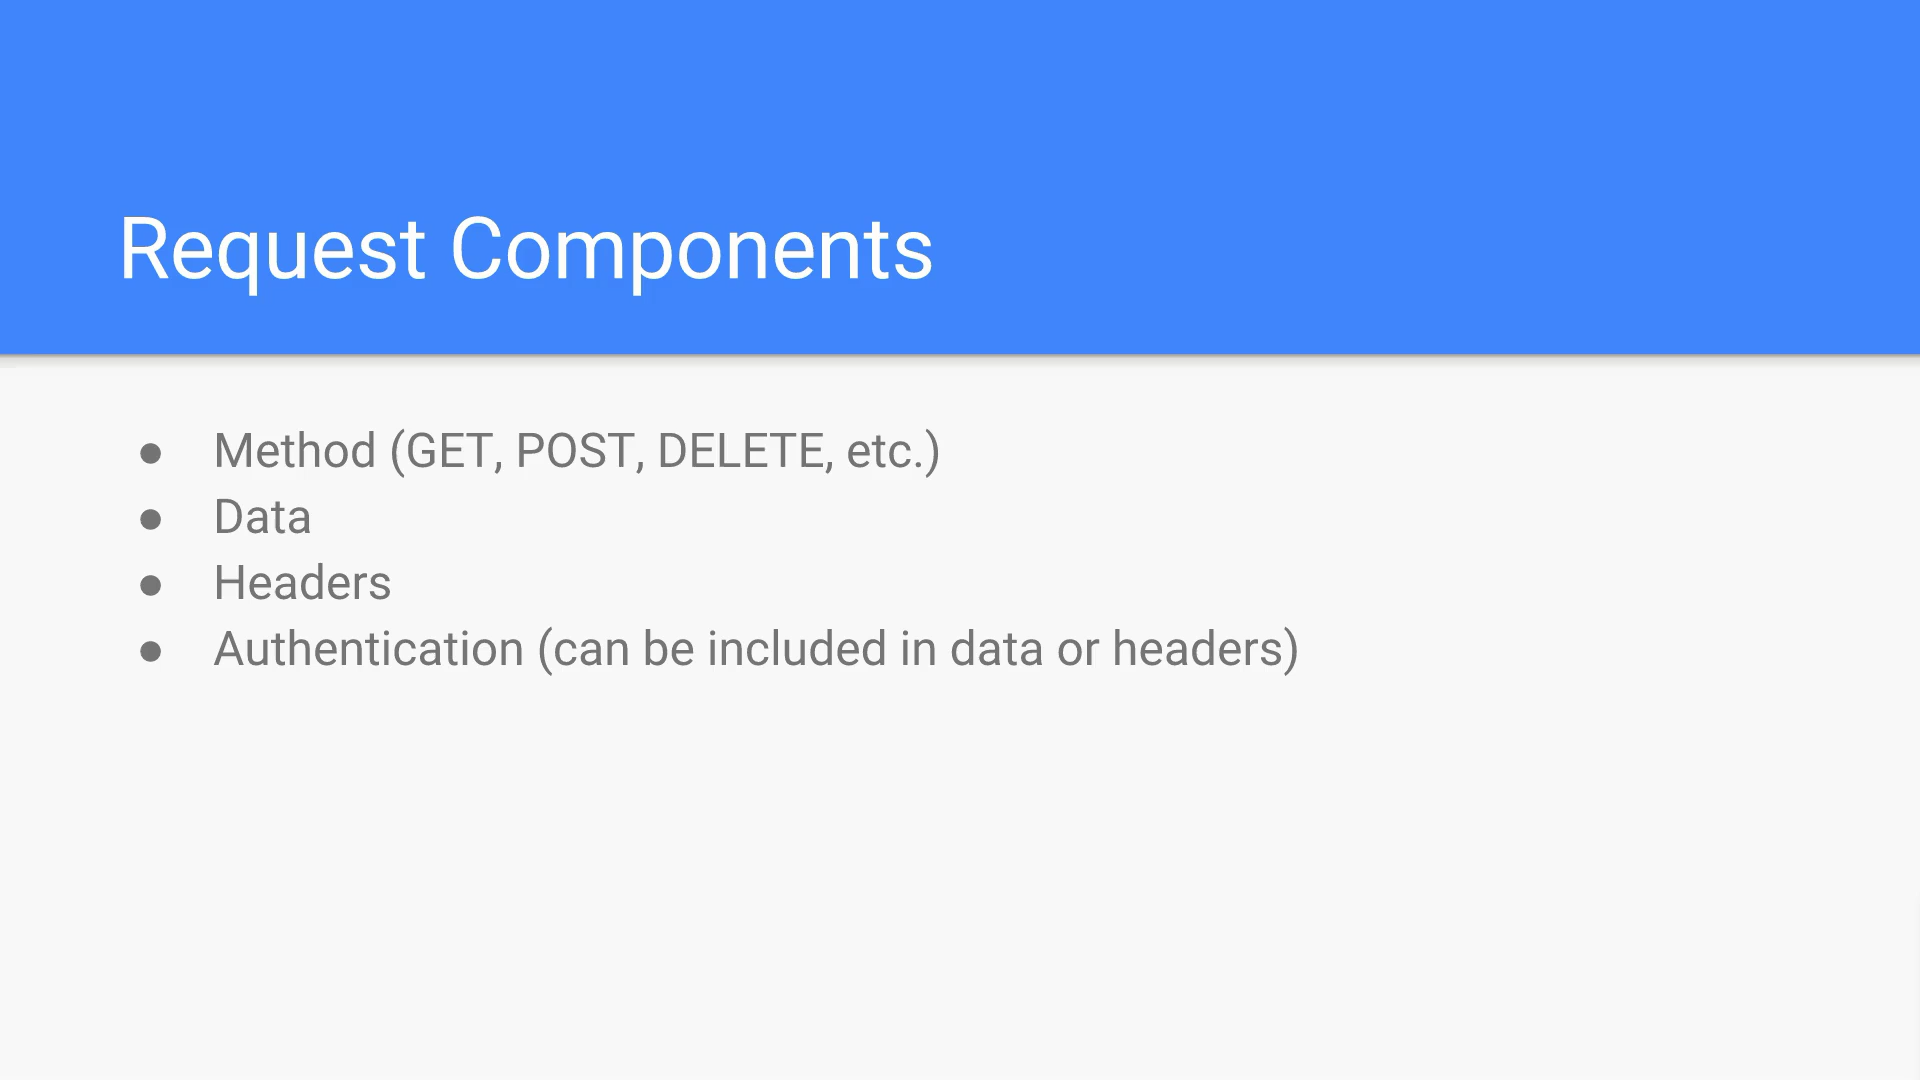 Request Components
● Method (GET, POST, DELETE, etc.)
● Data
● Headers
● Authentication (can be included in data or headers)